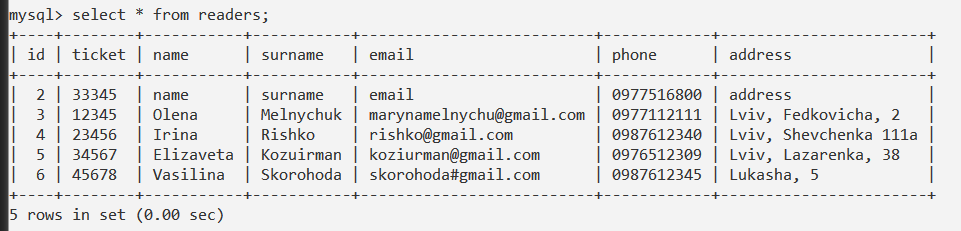 mysql> select * from readers;
+----+--------+-----------+-----------+--------------------------+------------+-----------------------+
| id | ticket | name      | surname   | email                    | phone      | address               |
+----+--------+-----------+-----------+--------------------------+------------+-----------------------+
|  2 | 33345  | name      | surname   | email                    | 0977516800 | address               |
|  3 | 12345  | Olena     | Melnychuk | marynamelnychu@gmail.com | 0977112111 | Lviv, Fedkovicha, 2   |
|  4 | 23456  | Irina     | Rishko    | rishko@gmail.com         | 0987612340 | Lviv, Shevchenka 111a |
|  5 | 34567  | Elizaveta | Kozuirman | koziurman@gmail.com      | 0976512309 | Lviv, Lazarenka, 38   |
|  6 | 45678  | Vasilina  | Skorohoda | skorohoda#gmail.com      | 0987612345 | Lukasha, 5            |
+----+--------+-----------+-----------+--------------------------+------------+-----------------------+
5 rows in set (0.00 sec)